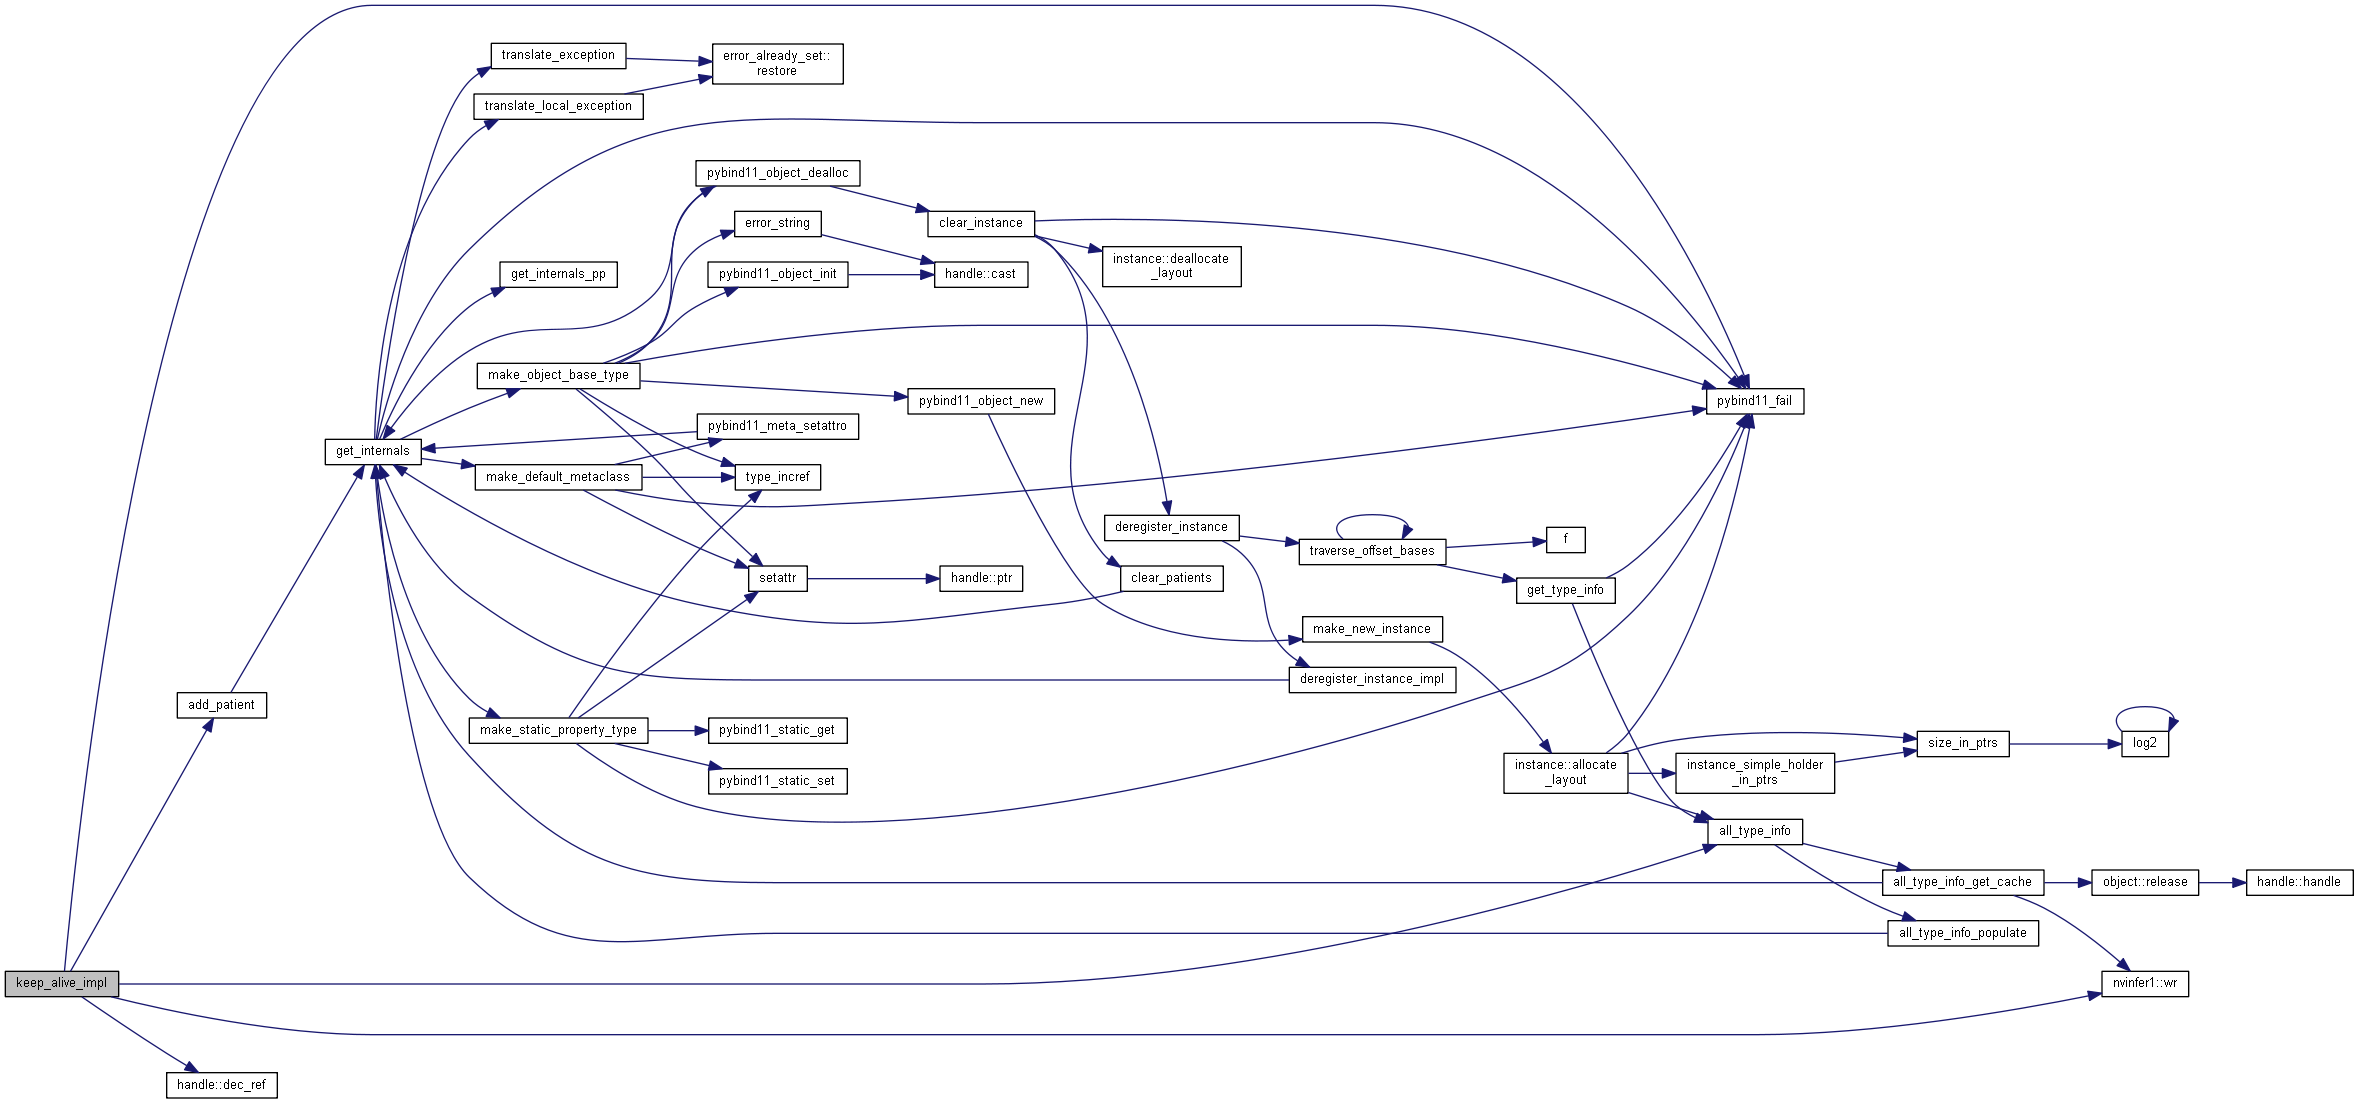 translate_exception
error_already_set::
restore
translate_local_exception
pybind11_object_dealloc
error_string
clear_instance
instance::deallocate
_layout
get_internals_pp
pybind11_object_init
handle::cast
make_object_base_type
pybind11_object_new
pybind11_fail
pybind11_meta_setattro
get_internals
make_default_metaclass
type_incref
deregister_instance
traverse_offset_bases
f
setattr
handle::ptr
clear_patients
get_type_info
make_new_instance
deregister_instance_impl
add_patient
make_static_property_type
pybind11_static_get
pybind11_static_set
instance::allocate
_layout
instance_simple_holder
_in_ptrs
size_in_ptrs
log2
all_type_info
all_type_info_get_cache
object::release
handle::handle
all_type_info_populate
keep_alive_impl
nvinfer1::wr
handle::dec_ref